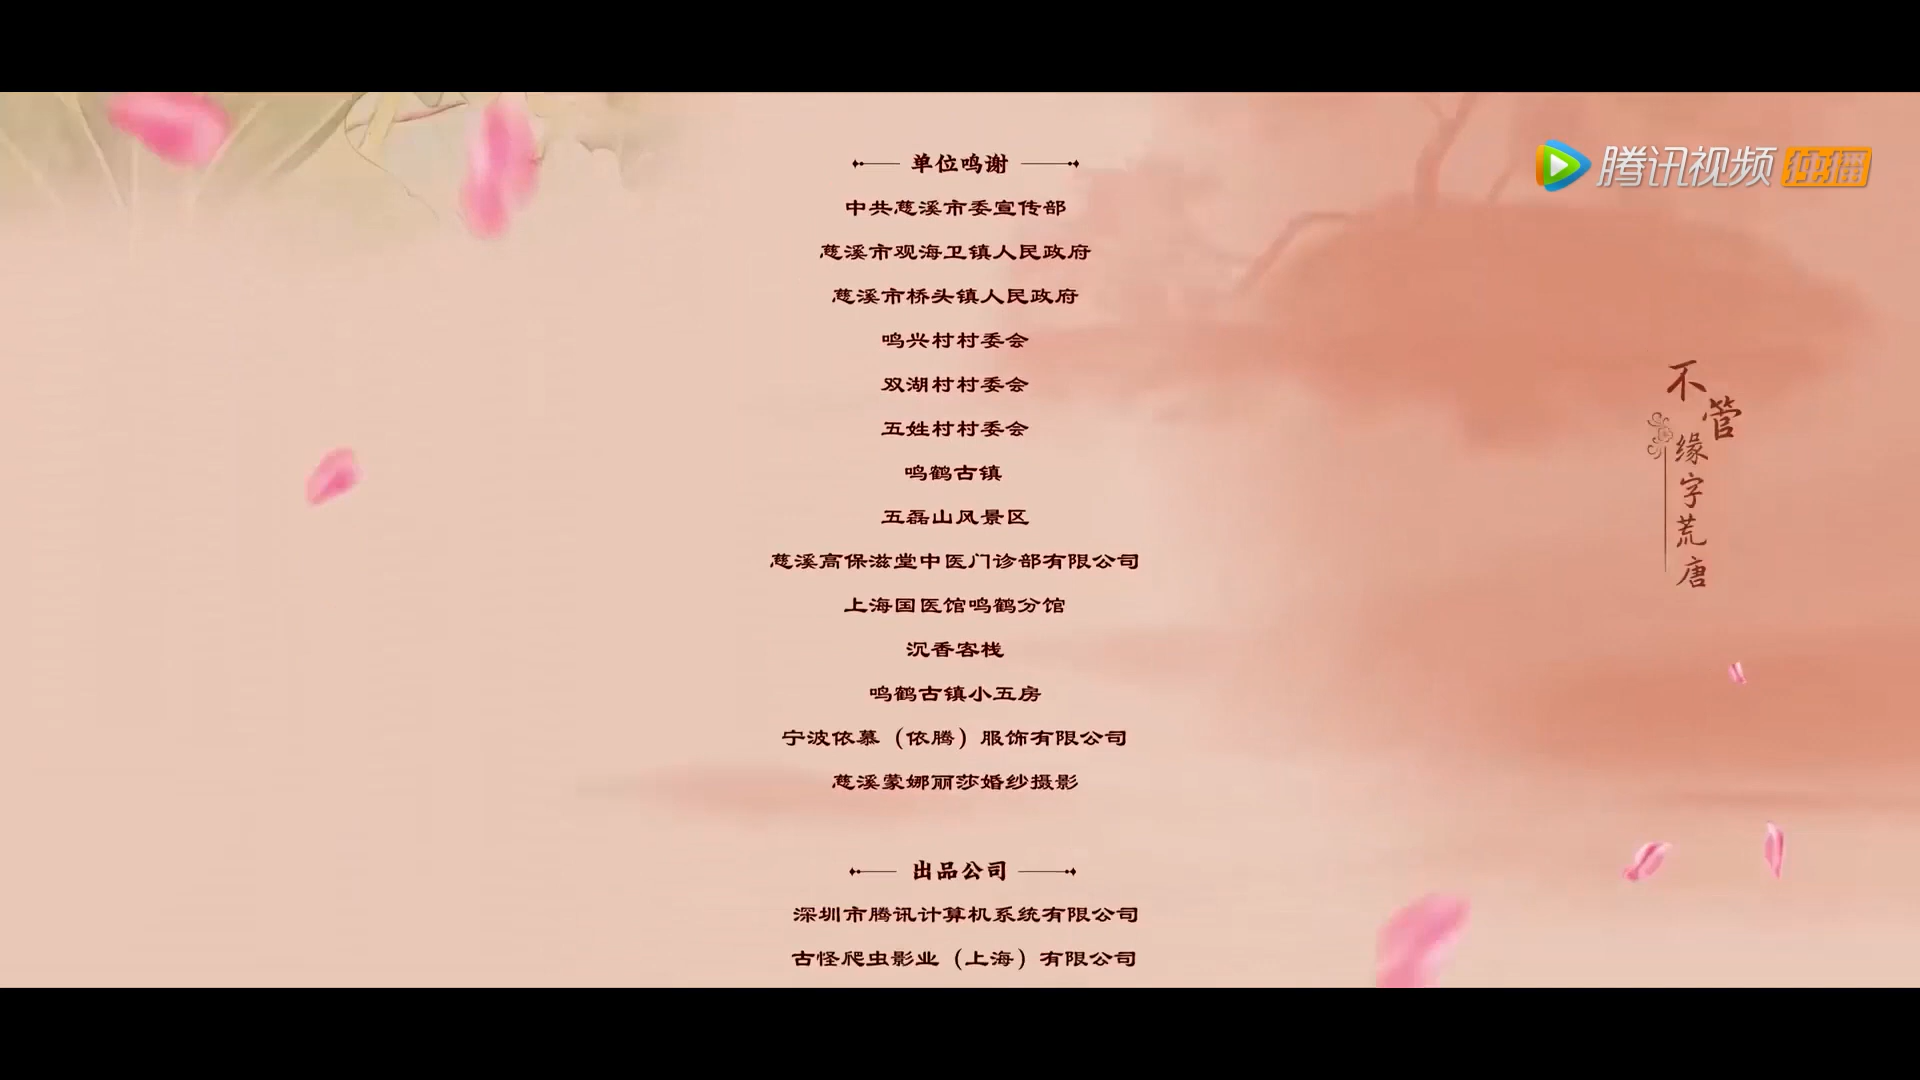 腾讯视频 独播
单位鸣谢
中共慈溪市委宣传部
慈溪市观海卫镇人民政府
慈溪市桥头镇人民政府
鸣兴村村委会
双湖村村委会
五姓村村委会
鸣鹤古镇
五磊山风景区
慈溪高保滋堂中医门诊部有限公司
上海国医馆鸣鹤分馆
沉香客栈
鸣鹤古镇小五房
宁波依慕（依腾）服饰有限公司
慈溪蒙娜丽莎婚纱摄影
出品公司
深圳市腾讯计算机系统有限公司
古怪爬虫影业（上海）有限公司
不管缘字荒唐